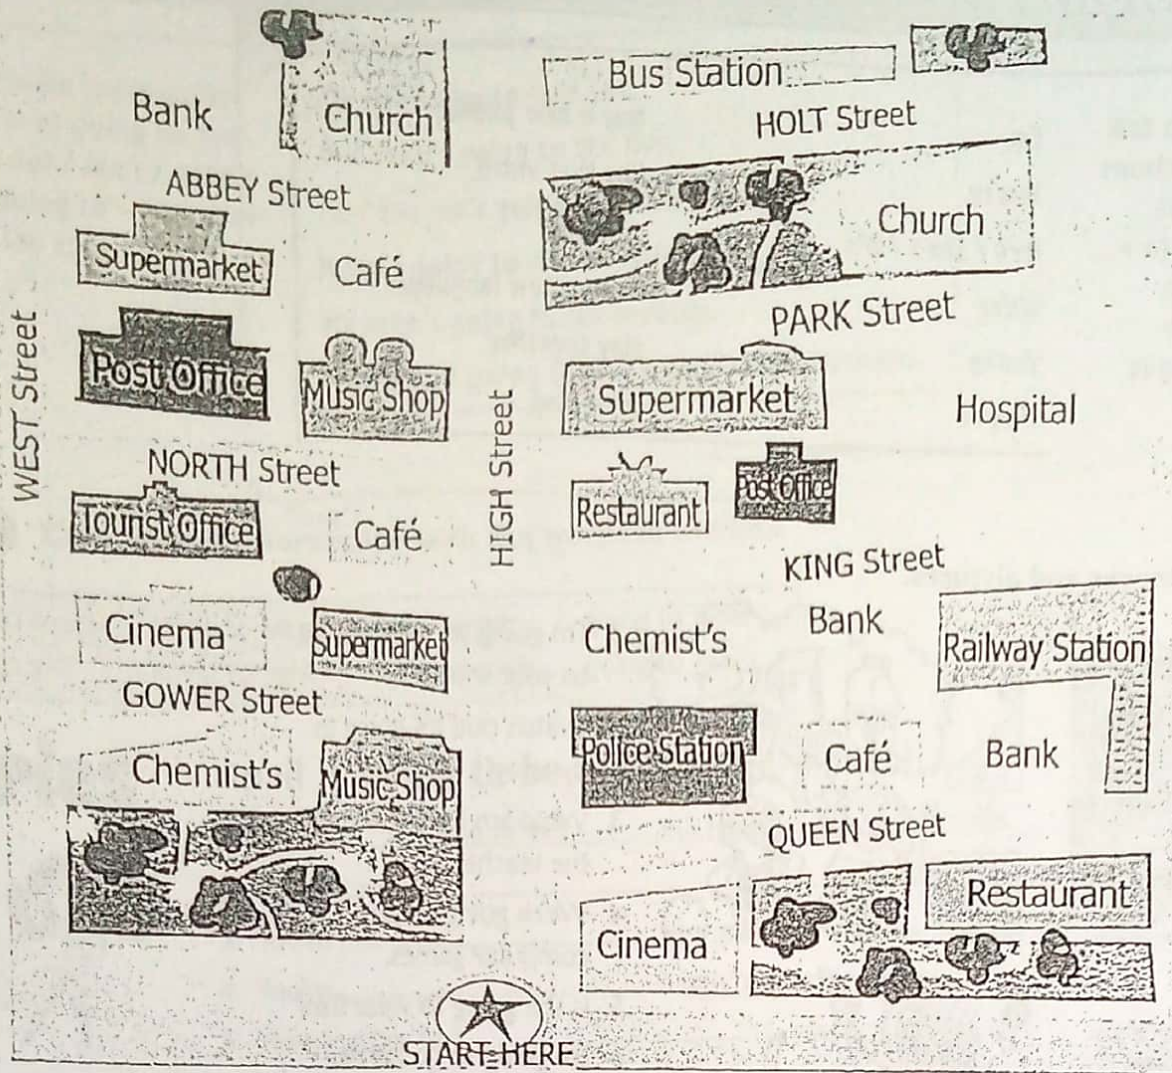 Bus Station
Bank
Church
HOLT Street
ABBEY Street
Church
Supermarket
Café
PARK Street
WEST Street
Post Office
Music Shop
HIGH Street
Supermarket
Hospital
NORTH Street
Restaurant
Post Office
Tourist Office
Café
KING Street
Cinema
Supermarket
Chemist's
Bank
Railway Station
GOWER Street
Chemist's
Music Shop
Police Station
Café
Bank
QUEEN Street
Restaurant
Cinema
START HERE